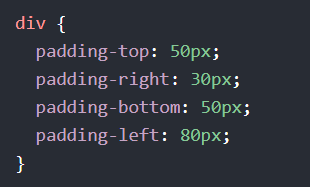 div {
  padding-top: 50px;
  padding-right: 30px;
  padding-bottom: 50px;
  padding-left: 80px;
}